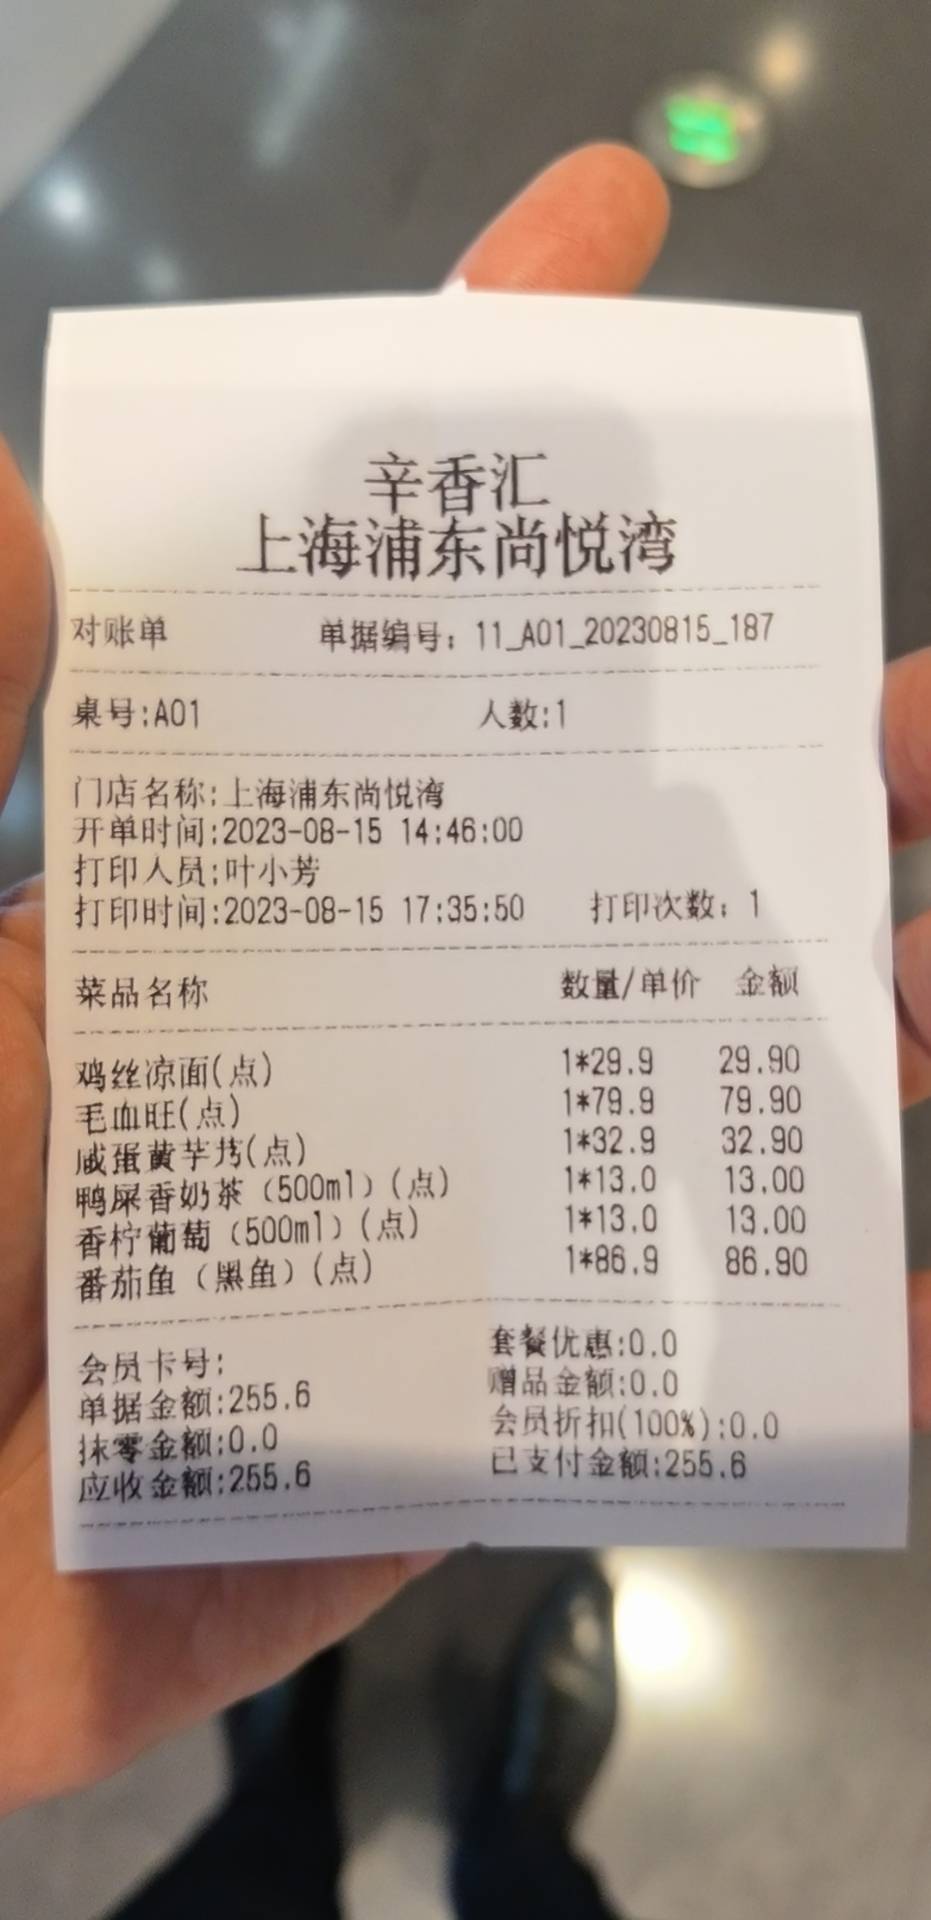 辛香汇
上海浦东尚悦湾
对账单 单据编号：11_A01_20230815_187
桌号:A01 人数:1
门店名称:上海浦东尚悦湾
开单时间:2023-08-15 14:46:00
打印人员:叶小芳
打印时间:2023-08-15 17:35:50 打印次数：1
菜品名称 数量/单价 金额
鸡丝凉面(点) 1*29.9 29.90
毛血旺(点) 1*79.9 79.90
咸蛋黄芋艿(点) 1*32.9 32.90
鸭屎香奶茶（500ml）(点) 1*13.0 13.00
香柠葡萄（500ml）(点) 1*13.0 13.00
番茄鱼（黑鱼）(点) 1*86.9 86.90
会员卡号: 套餐优惠:0.0
单据金额:255.6 赠品金额:0.0
抹零金额:0.0 会员折扣(100%):0.0
应收金额:255.6 已支付金额:255.6